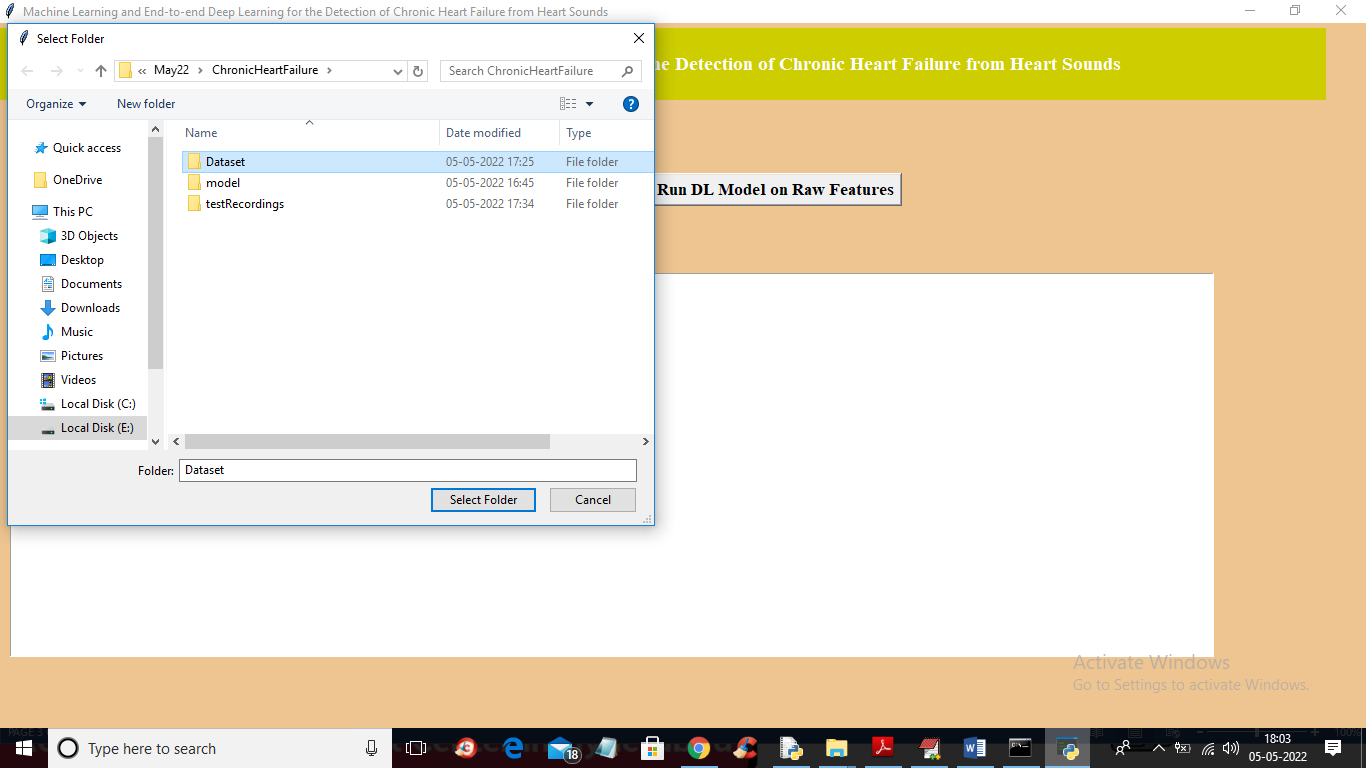 Machine Learning and End-to-end Deep Learning for the Detection of Chronic Heart Failure from Heart Sounds
Select Folder
« May22 > ChronicHeartFailure >
Search ChronicHeartFailure
Detection of Chronic Heart Failure from Heart Sounds
Organize
New folder
Name
Date modified
Type
Quick access
OneDrive
This PC
3D Objects
Desktop
Documents
Downloads
Music
Pictures
Videos
Local Disk (C:)
Local Disk (E:)
Dataset 05-05-2022 17:25 File folder
model 05-05-2022 16:45 File folder
testRecordings 05-05-2022 17:34 File folder
Run DL Model on Raw Features
Folder: Dataset
Select Folder
Cancel
Activate Windows
Go to Settings to activate Windows.
PAGE 3
100%
Type here to search
18
18:03
05-05-2022